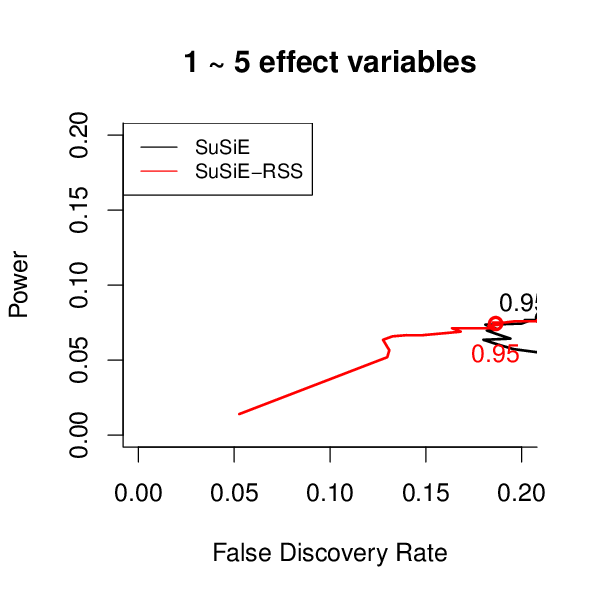 1 ~ 5 effect variables
SuSiE
SuSiE−RSS
Power
0.20
0.15
0.10
0.05
0.00
0.95
0.00 0.05 0.10 0.15 0.20
False Discovery Rate